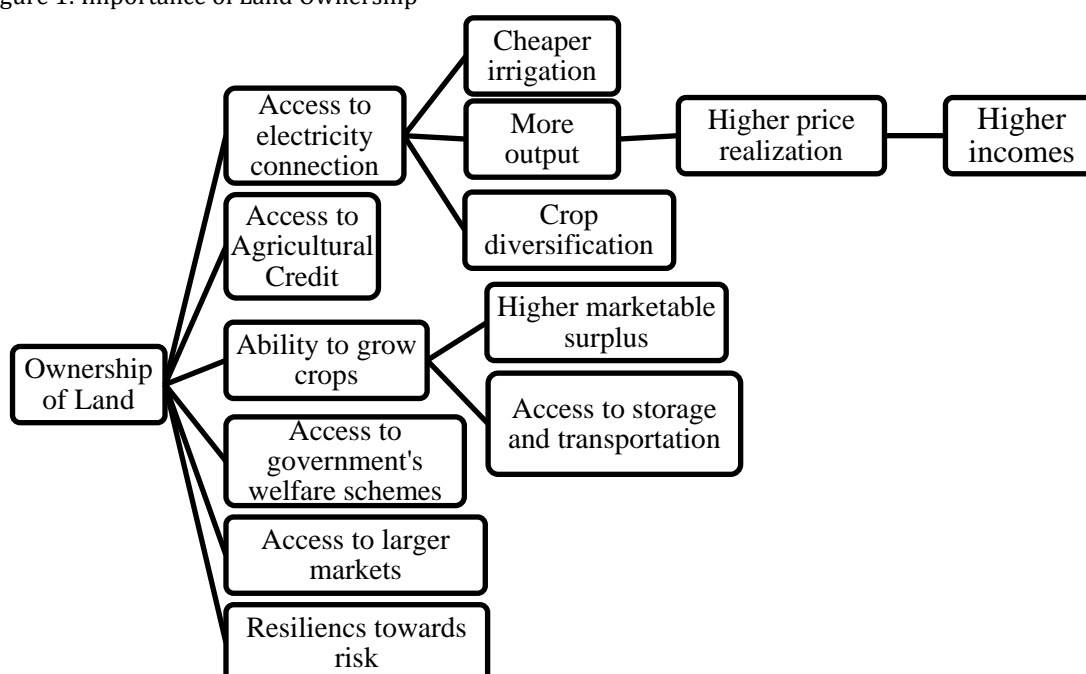 gure 1: Importance of Land Ownership
Cheaper
irrigation
Access to
electricity
connection
More
output
Higher price
realization
Higher
incomes
Crop
diversification
Access to
Agricultural
Credit
Higher marketable
surplus
Ability to grow
crops
Ownership
of Land
Access to storage
and transportation
Access to
government's
welfare schemes
Access to larger
markets
Resiliencs towards
risk